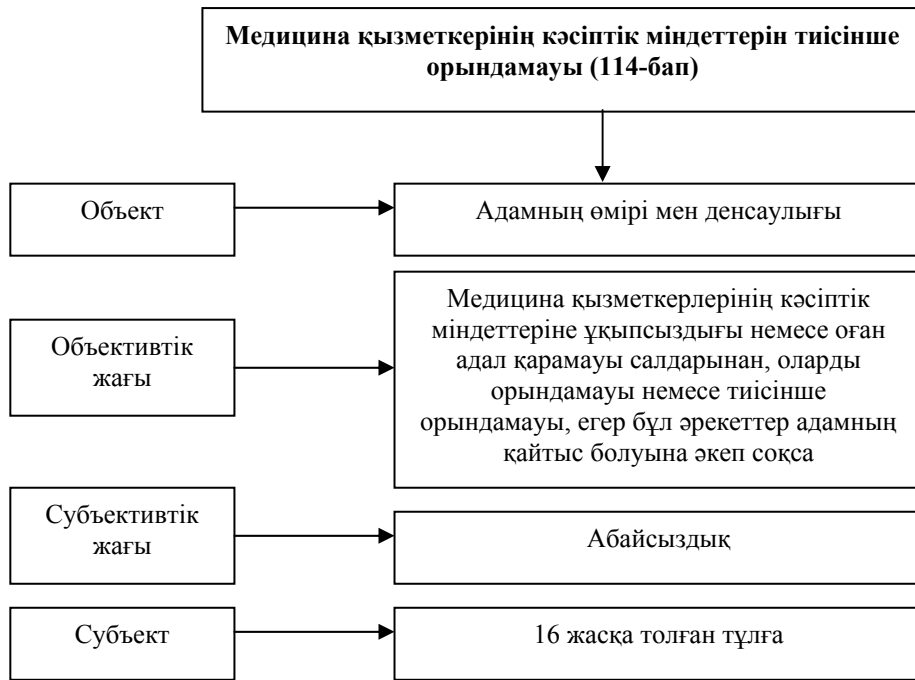 Медицина қызметкерінің кәсіптік міндеттерін тиісінше
орындамауы (114-бап)
Объект
Адамның өмірі мен денсаулығы
Объективтік
жағы
Медицина қызметкерлерінің кәсіптік
міндеттеріне ұқыпсыздығы немесе оған
адал қарамауы салдарынан, оларды
орындамауы немесе тиісінше
орындамауы, егер бұл әрекеттер адамның
қайтыс болуына әкеп соқса
Субъективтік
жағы
Абайсыздық
Субъект
16 жасқа толған тұлға